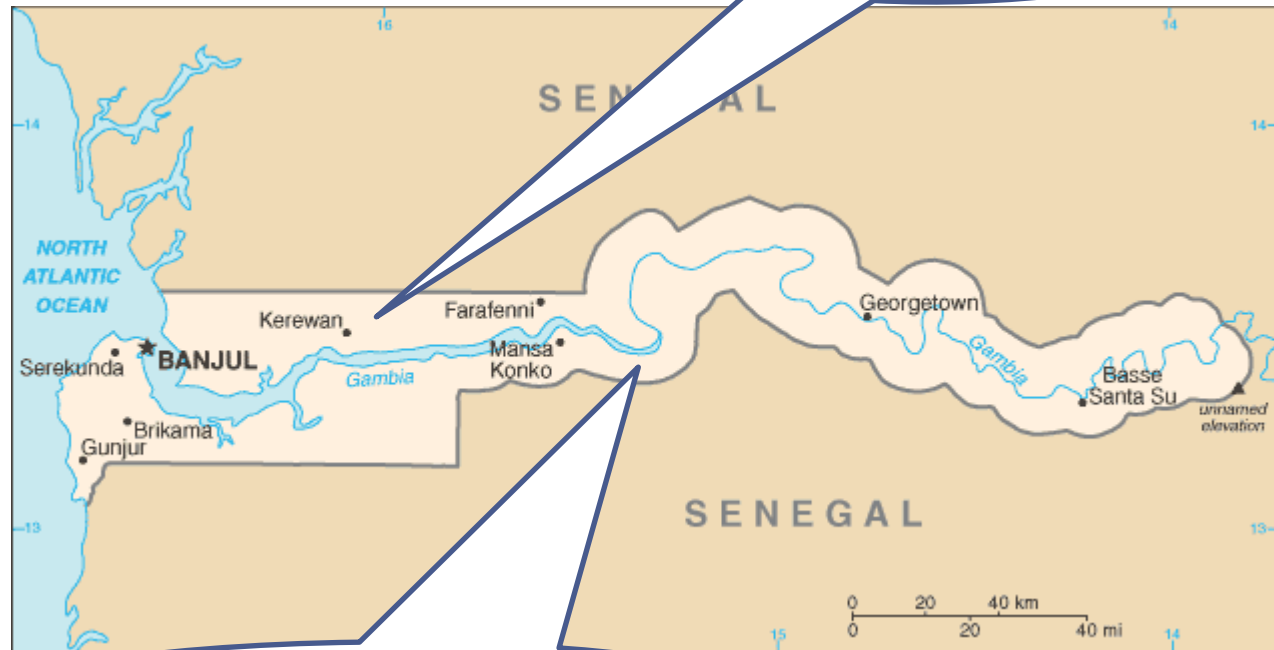 16
14
SEN   AL
14
14
NORTH
ATLANTIC
OCEAN
Georgetown
Farafenni
Kerewan
BANJUL
Mansa
Konko
Serekunda
Gambia
Gambia
Basse
Santa Su
unnamed
elevation
Brikama
Gunjur
SENEGAL
13
13
0 20 40 km
0 20 40 mi
15
14